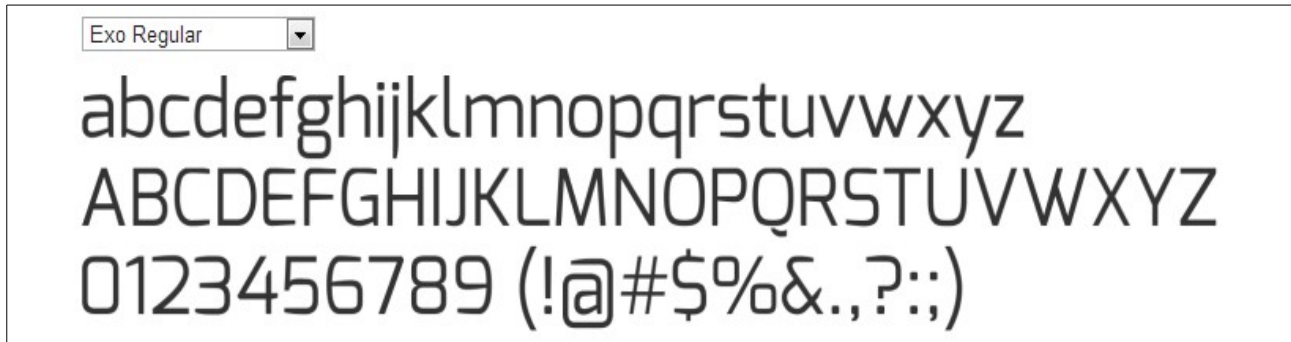 Exo Regular
abcdefghijklmnopqrstuvwxyz
ABCDEFGHIJKLMNOPQRSTUVWXYZ
0123456789 (!@#$%&.,?:;)